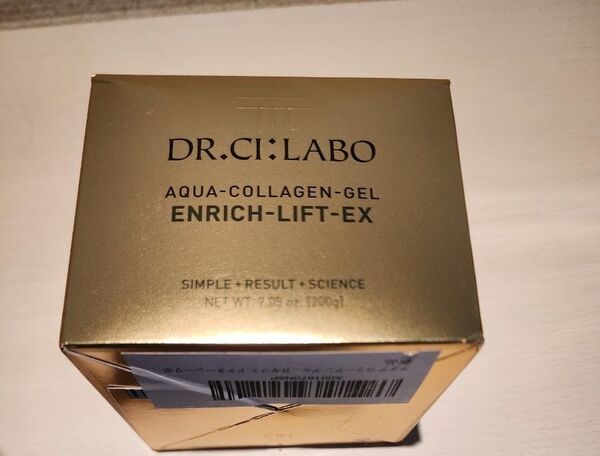 DR.CI:LABO
AQUA-COLLAGEN-GEL
ENRICH-LIFT-EX
SIMPLE + RESULT + SCIENCE
NET WT. 7.05 oz. [200g]